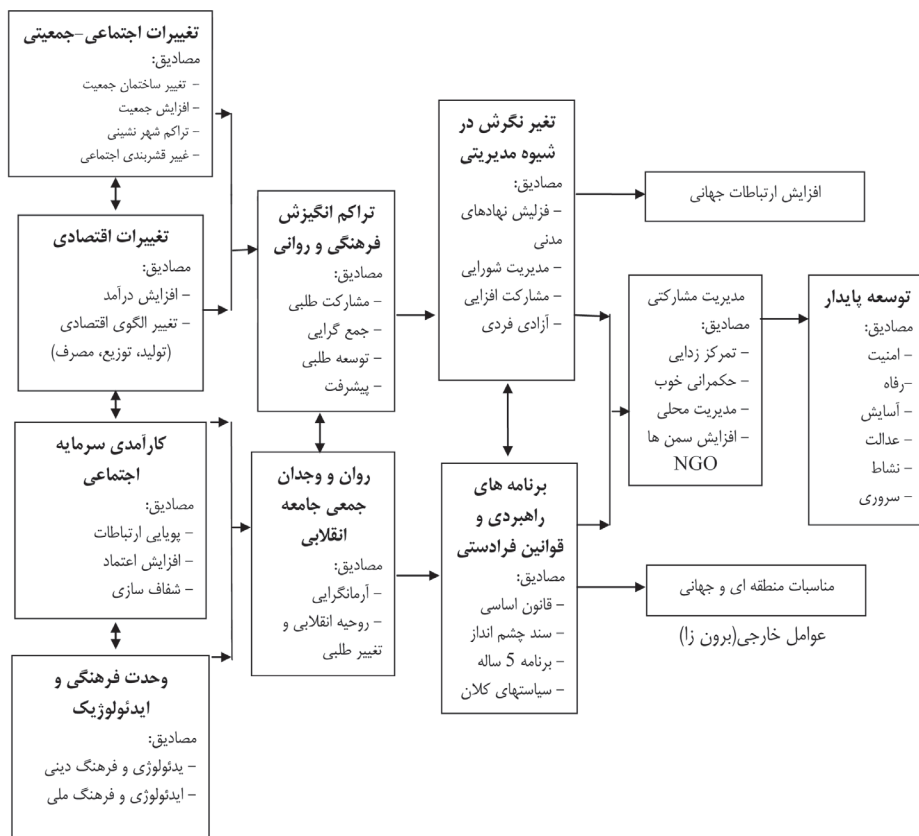 تغییرات اجتماعی-جمعیتی
مصادیق:
- تغییر ساختمان جمعیت
- افزایش جمعیت
- تراکم شهر نشینی
- غییر قشربندی اجتماعی
تغییرات اقتصادی
مصادیق:
- افزایش درآمد
- تغییر الگوی اقتصادی
(تولید، توزیع، مصرف)
کارآمدی سرمایه
اجتماعی
مصادیق:
- پویایی ارتباطات
- افزایش اعتماد
- شفاف سازی
وحدت فرهنگی و
ایدئولوژیک
مصادیق:
- یدئولوژی و فرهنگ دینی
- ایدئولوژی و فرهنگ ملی
تراکم انگیزش
فرهنگی و روانی
مصادیق:
- مشارکت طلبی
- جمع گرایی
- توسعه طلبی
- پیشرفت
روان و وجدان
جمعی جامعه
انقلابی
مصادیق:
- آرمانگرایی
- روحیه انقلابی و
تغییر طلبی
تغیر نگرش در
شیوه مدیریتی
مصادیق:
- فزلیش نهادهای
مدنی
- مدیریت شورایی
- مشارکت افزایی
- آزادی فردی
برنامه های
راهبردی و
قوانین فرادستی
مصادیق:
- قانون اساسی
- سند چشم انداز
- برنامه 5 ساله
- سیاستهای کلان
افزایش ارتباطات جهانی
مدیریت مشارکتی
مصادیق:
- تمرکز زدایی
- حکمرانی خوب
- مدیریت محلی
- افزایش سمن ها
NGO
مناسبات منطقه ای و جهانی
عوامل خارجی(برون زا)
توسعه پایدار
مصادیق:
- امنیت
-رفاه
- آسایش
- عدالت
- نشاط
- سروری